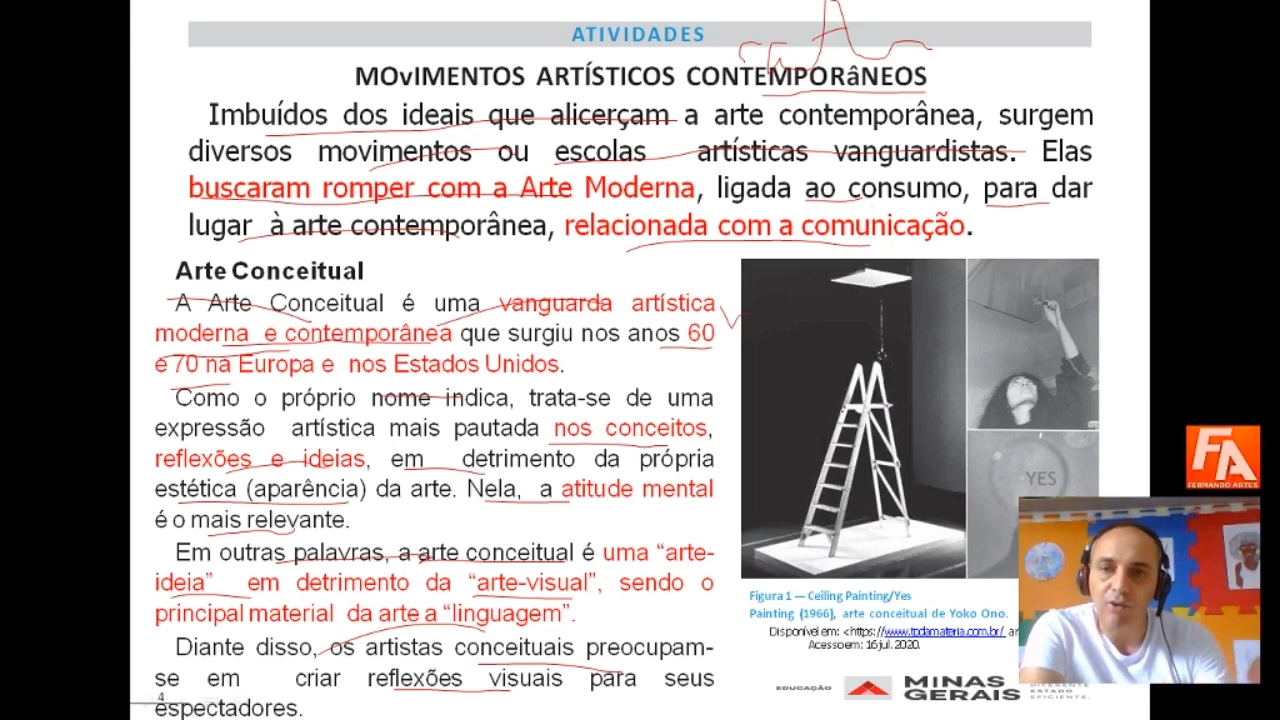 ATIVIDADES
MOvIMENTOS ARTÍSTICOS CONTEMPORâNEOS
Imbuídos dos ideais que alicerçam a arte contemporânea, surgem
diversos movimentos ou escolas artísticas vanguardistas. Elas
buscaram romper com a Arte Moderna, ligada ao consumo, para dar
lugar à arte contemporânea, relacionada com a comunicação.
Arte Conceitual
A Arte Conceitual é uma vanguarda artística
moderna e contemporânea que surgiu nos anos 60
e 70 na Europa e nos Estados Unidos.
Como o próprio nome indica, trata-se de uma
expressão artística mais pautada nos conceitos,
reflexões e ideias, em detrimento da própria
estética (aparência) da arte. Nela, a atitude mental
é o mais relevante.
Em outras palavras, a arte conceitual é uma “arte-
ideia” em detrimento da “arte-visual”, sendo o
principal material da arte a “linguagem”.
Diante disso, os artistas conceituais preocupam-
se em criar reflexões visuais para seus
espectadores.
4
YES
Figura 1 — Ceiling Painting/Yes
Painting (1966), arte conceitual de Yoko Ono.
Disponível em: <https://www.todamateria.com.br/ ar
Acesso em: 16 jul. 2020.
EDUCAÇÃO
MINAS
GERAIS
DIFERENTE
ESTADO
EFICIENTE.
FA
FERNANDO ARTES